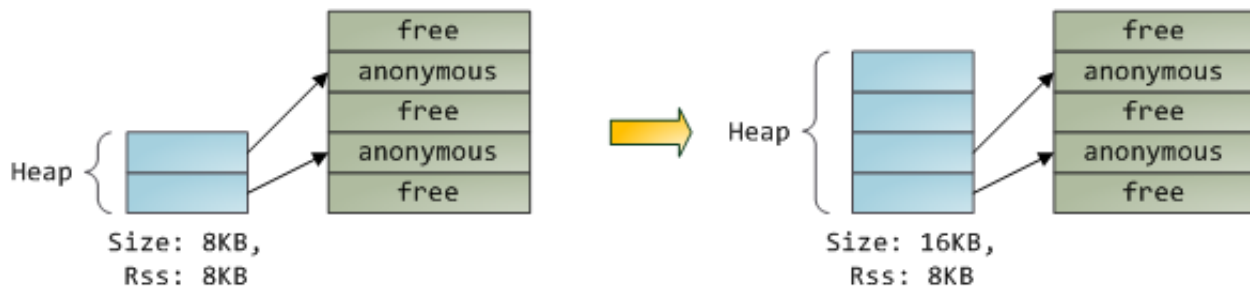 free
anonymous
free
anonymous
free
Heap
Size: 8KB,
Rss: 8KB
free
anonymous
free
anonymous
free
Heap
Size: 16KB,
Rss: 8KB